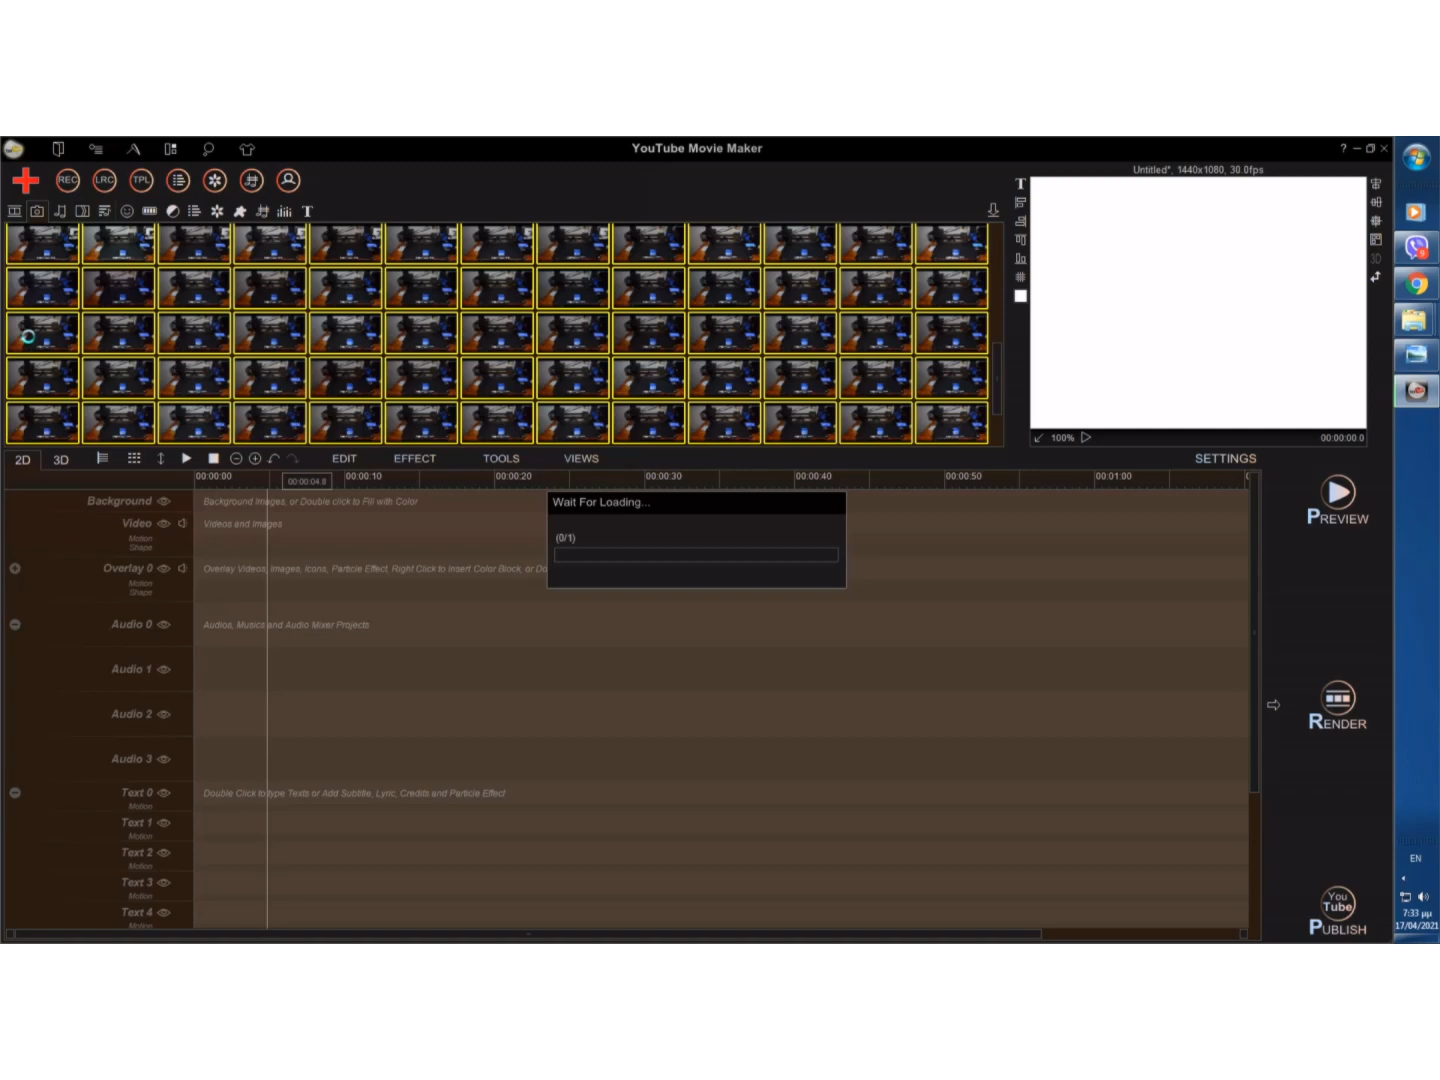 YouTube Movie Maker
?
REC
LRC
TPL
T
Untitled*, 1440x1080, 30.0fps
T
3D
100%
00:00:00.0
2D
3D
EDIT
EFFECT
TOOLS
VIEWS
SETTINGS
00:00:00
00:00:04.8
00:00:10
00:00:20
00:00:30
00:00:40
00:00:50
00:01:00
Background
Background Images, or Double click to Fill with Color
Video
Videos and Images
Motion
Shape
Overlay 0
Overlay Videos, Images, Icons, Particle Effect, Right Click to Insert Color Block, or Do
Motion
Shape
Audio 0
Audios, Musics and Audio Mixer Projects
Audio 1
Audio 2
Audio 3
Text 0
Double Click to type Texts or Add Subtitle, Lyric, Credits and Particle Effect
Motion
Text 1
Motion
Text 2
Motion
Text 3
Motion
Text 4
Motion
Wait For Loading...
(0/1)
PREVIEW
RENDER
You
Tube
PUBLISH
9
EN
7:33 μμ
17/04/2021